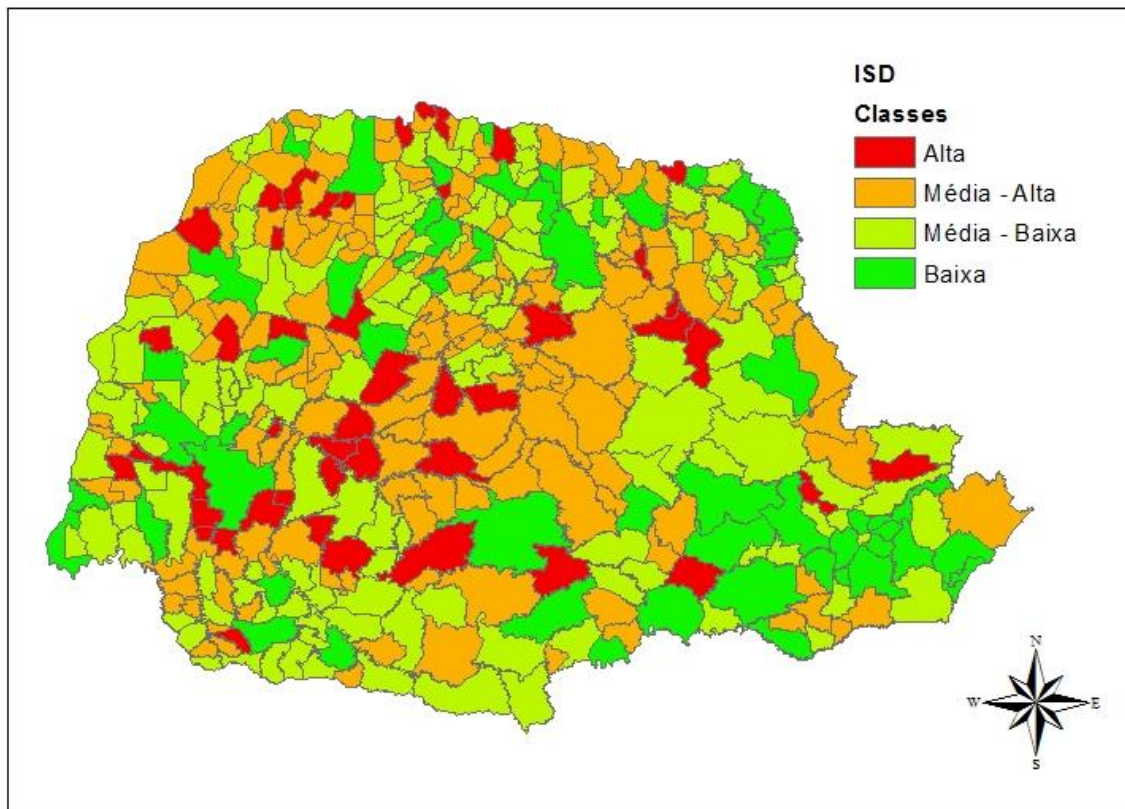 ISD
Classes
Alta
Média - Alta
Média - Baixa
Baixa
N
W
E
S